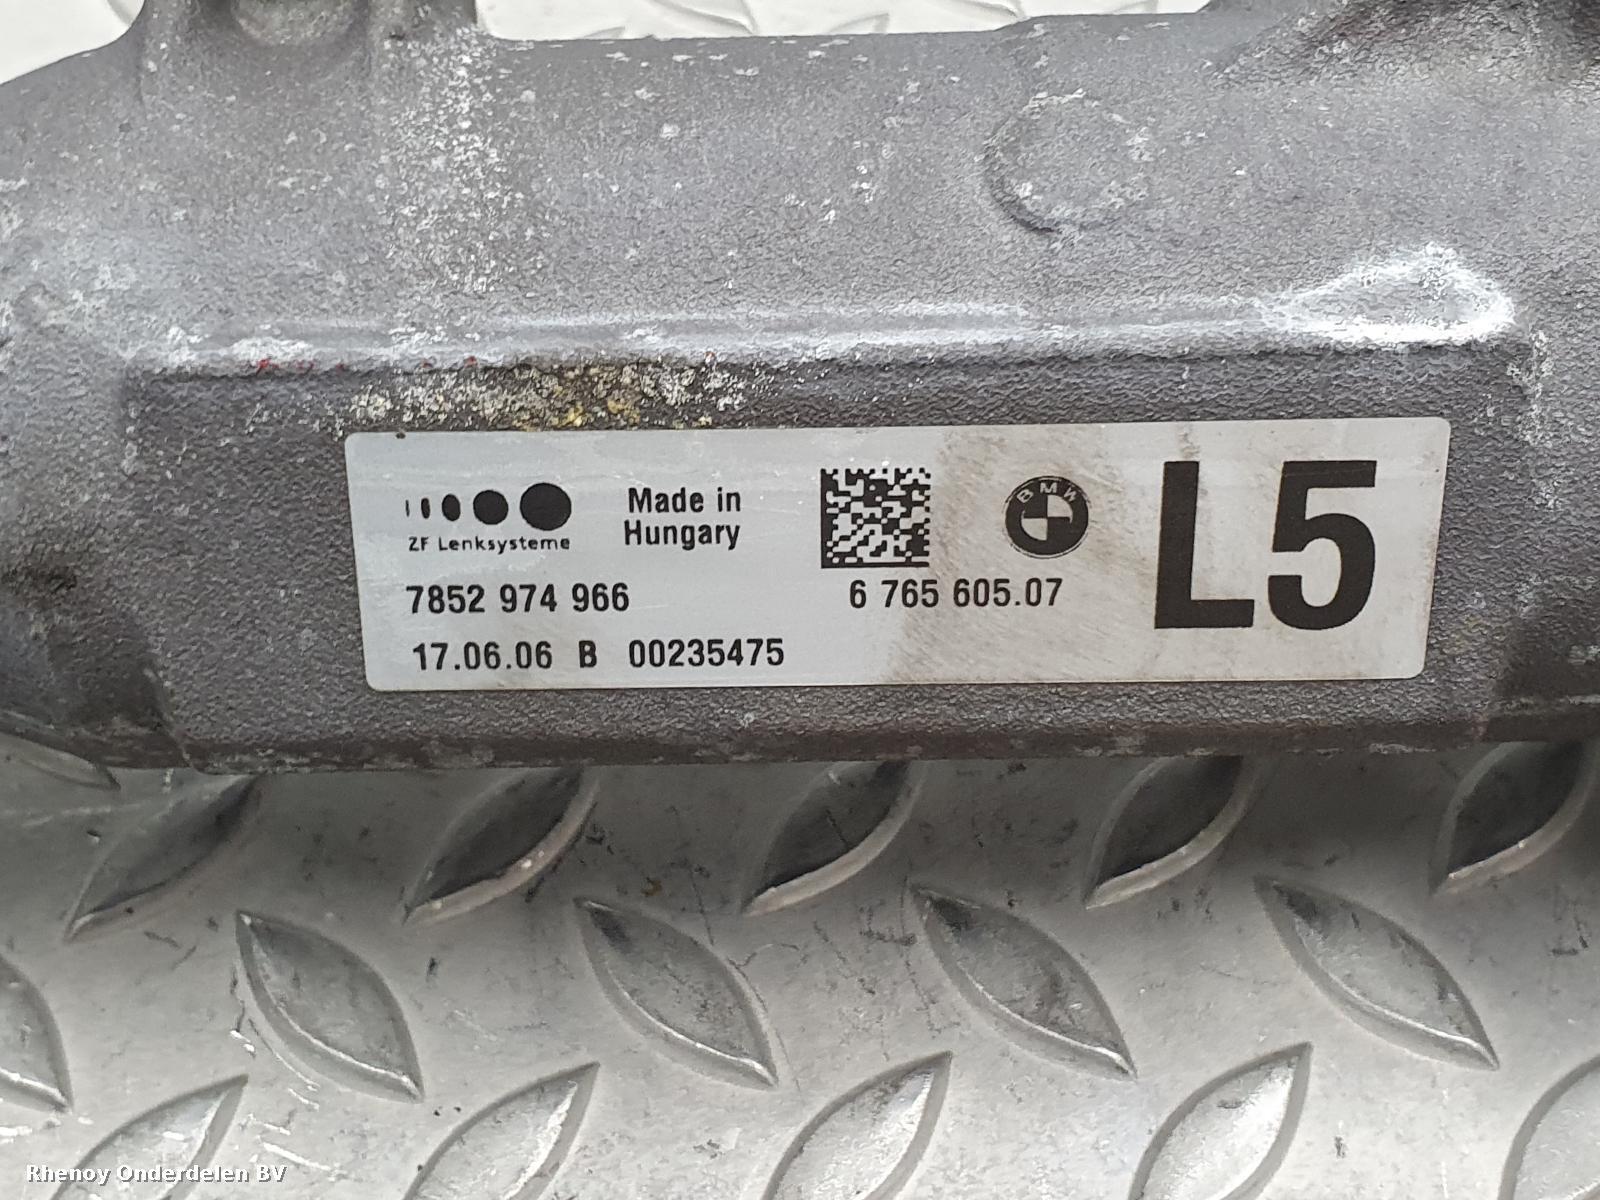 ZF Lenksysteme
Made in
Hungary
BMW
L5
7852 974 966
6 765 605.07
17.06.06 B 00235475
Rhenoy Onderdelen BV